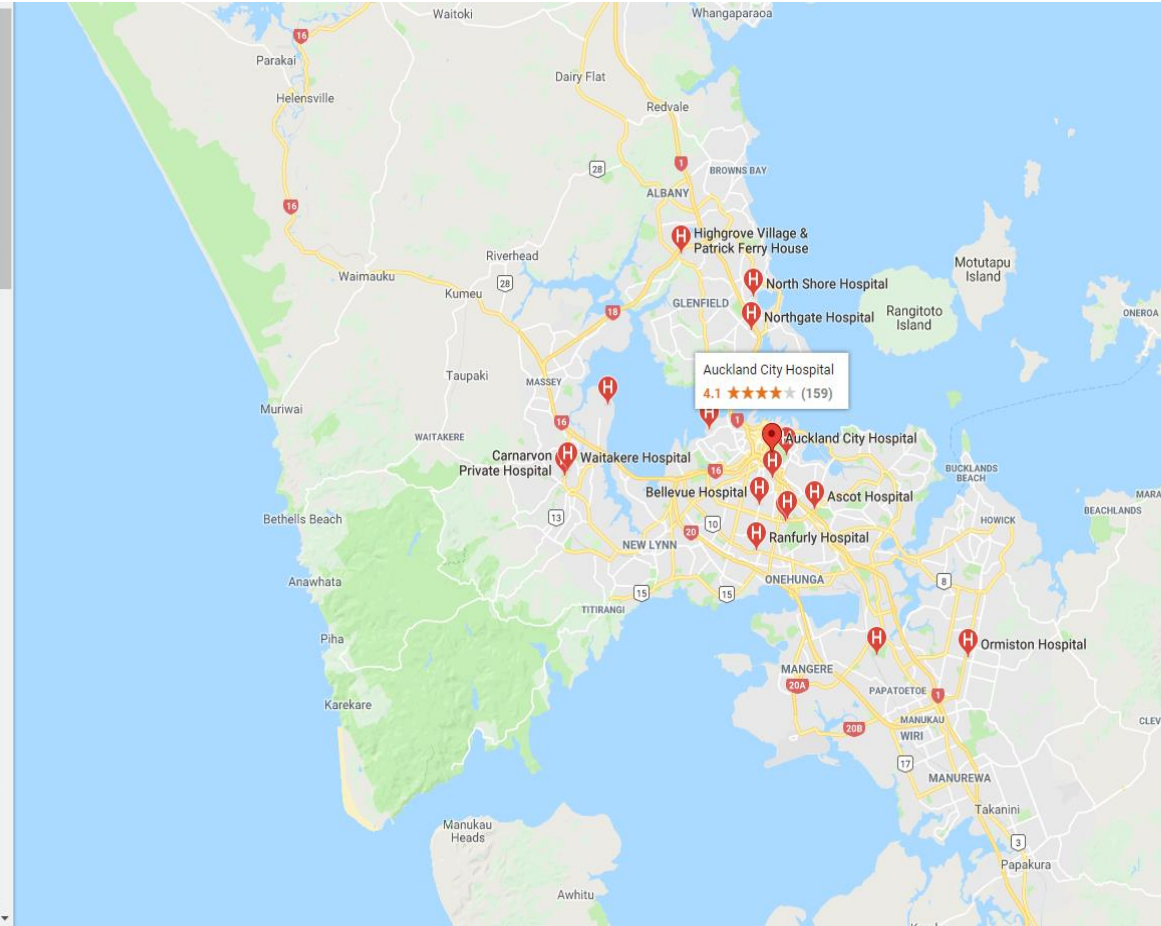 Waitoki
Whangaparaoa
16
Parakai
Dairy Flat
Helensville
Redvale
1
28
BROWNS BAY
ALBANY
16
H
Highgrove Village &
Patrick Ferry House
Riverhead
Motutapu
Island
Waimauku
28
H
North Shore Hospital
Kumeu
GLENFIELD
Rangitoto
Island
18
H
Northgate Hospital
ONEROA
Auckland City Hospital
4.1 ★★★★★ (159)
Taupaki
MASSEY
H
Muriwai
H
1
16
WAITAKERE
H
Auckland City Hospital
Carnarvon
Private Hospital
H
Waitakere Hospital
H
16
BUCKLANDS
BEACH
Bellevue Hospital
H
H
Ascot Hospital
MARA
H
BEACHLANDS
Bethells Beach
13
10
HOWICK
20
H
Ranfurly Hospital
NEW LYNN
Anawhata
ONEHUNGA
8
15
15
TITIRANGI
Piha
H
H
Ormiston Hospital
MANGERE
20A
PAPATOETOE
1
Karekare
MANUKAU
CLEV
20B
WIRI
17
MANUREWA
Takanini
Manukau
Heads
3
Papakura
Awhitu